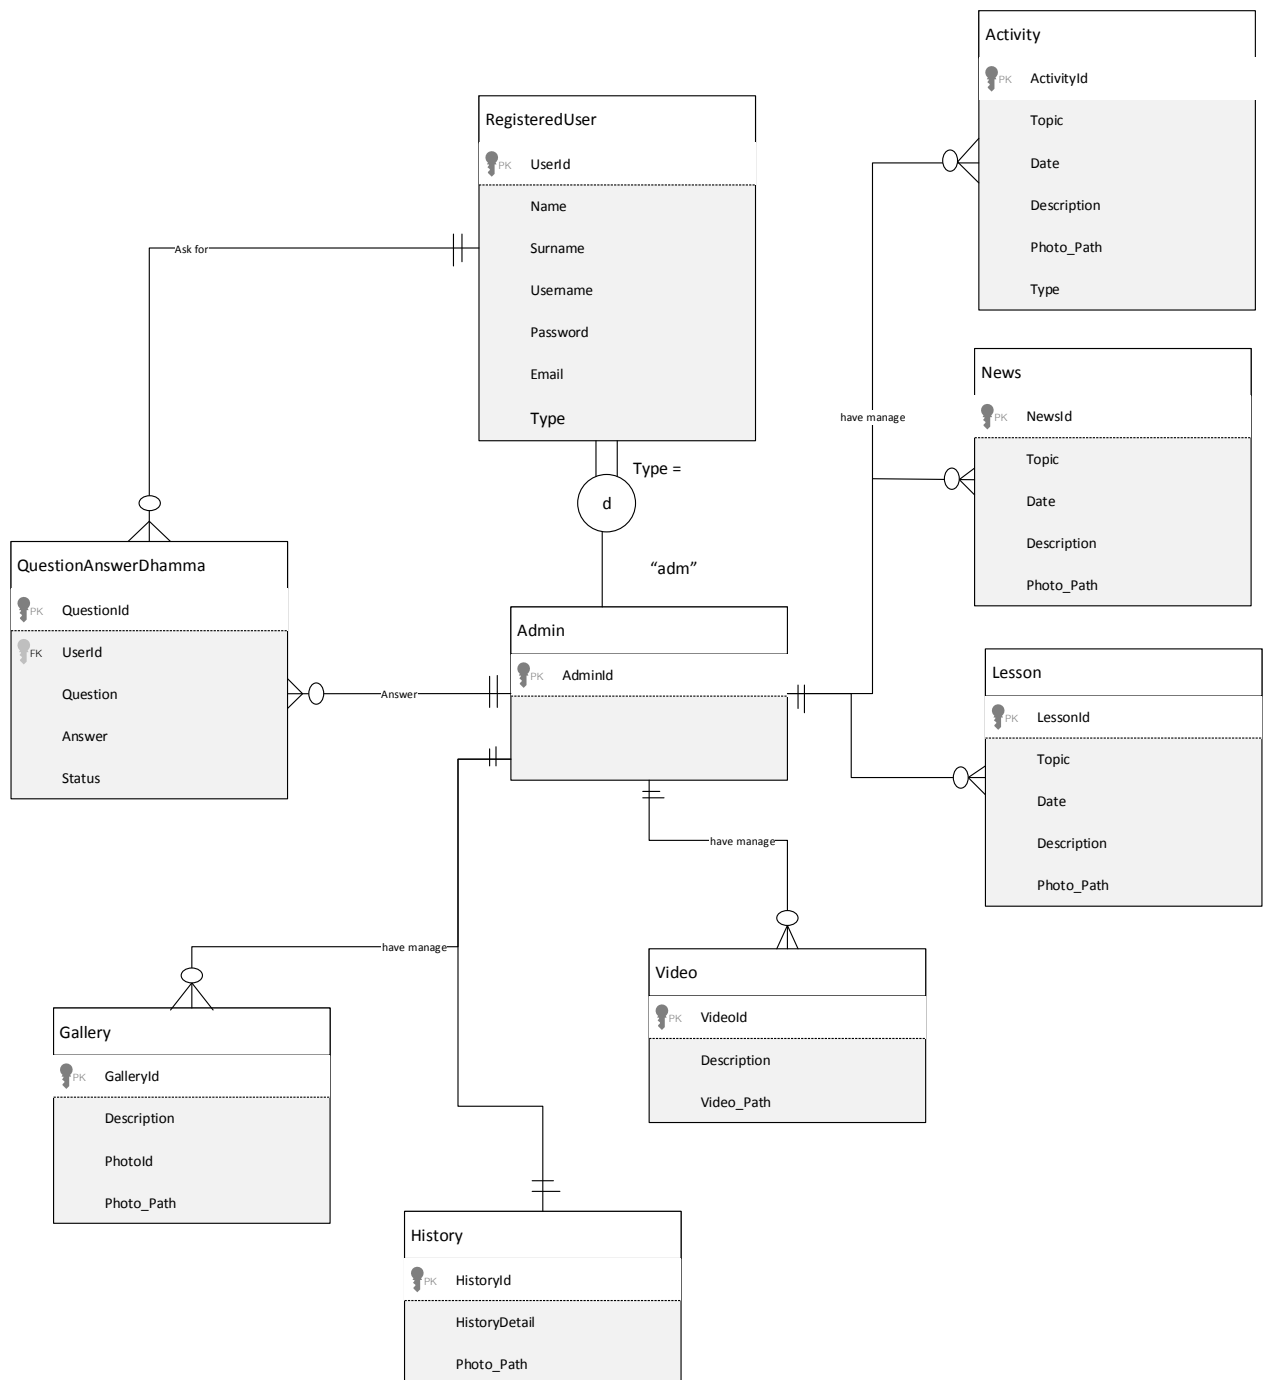 Activity
PK ActivityId
Topic
Date
Description
Photo_Path
Type
RegisteredUser
PK UserId
Name
Surname
Username
Password
Email
Type
Ask for
Type =
d
"adm"
have manage
News
PK NewsId
Topic
Date
Description
Photo_Path
QuestionAnswerDhamma
PK QuestionId
FK UserId
Question
Answer
Status
Answer
Admin
PK AdminId
Lesson
PK LessonId
Topic
Date
Description
Photo_Path
have manage
have manage
Video
PK VideoId
Description
Video_Path
Gallery
PK GalleryId
Description
PhotoId
Photo_Path
History
PK HistoryId
HistoryDetail
Photo_Path